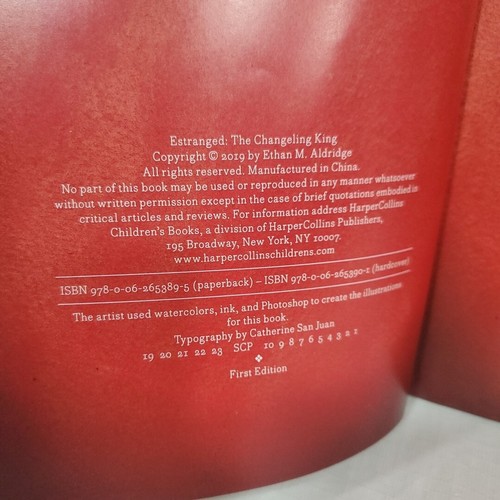 Estranged: The Changeling King
Copyright © 2019 by Ethan M. Aldridge
All rights reserved. Manufactured in China.
No part of this book may be used or reproduced in any manner whatsoever
without written permission except in the case of brief quotations embodied in
critical articles and reviews. For information address HarperCollins
Children's Books, a division of HarperCollins Publishers,
195 Broadway, New York, NY 10007.
www.harpercollinschildrens.com
ISBN 978-0-06-265389-5 (paperback) – ISBN 978-0-06-265390-1 (hardcover)
The artist used watercolors, ink, and Photoshop to create the illustrations
for this book.
Typography by Catherine San Juan
19 20 21 22 23 SCP 10 9 8 7 6 5 4 3 2 1
First Edition